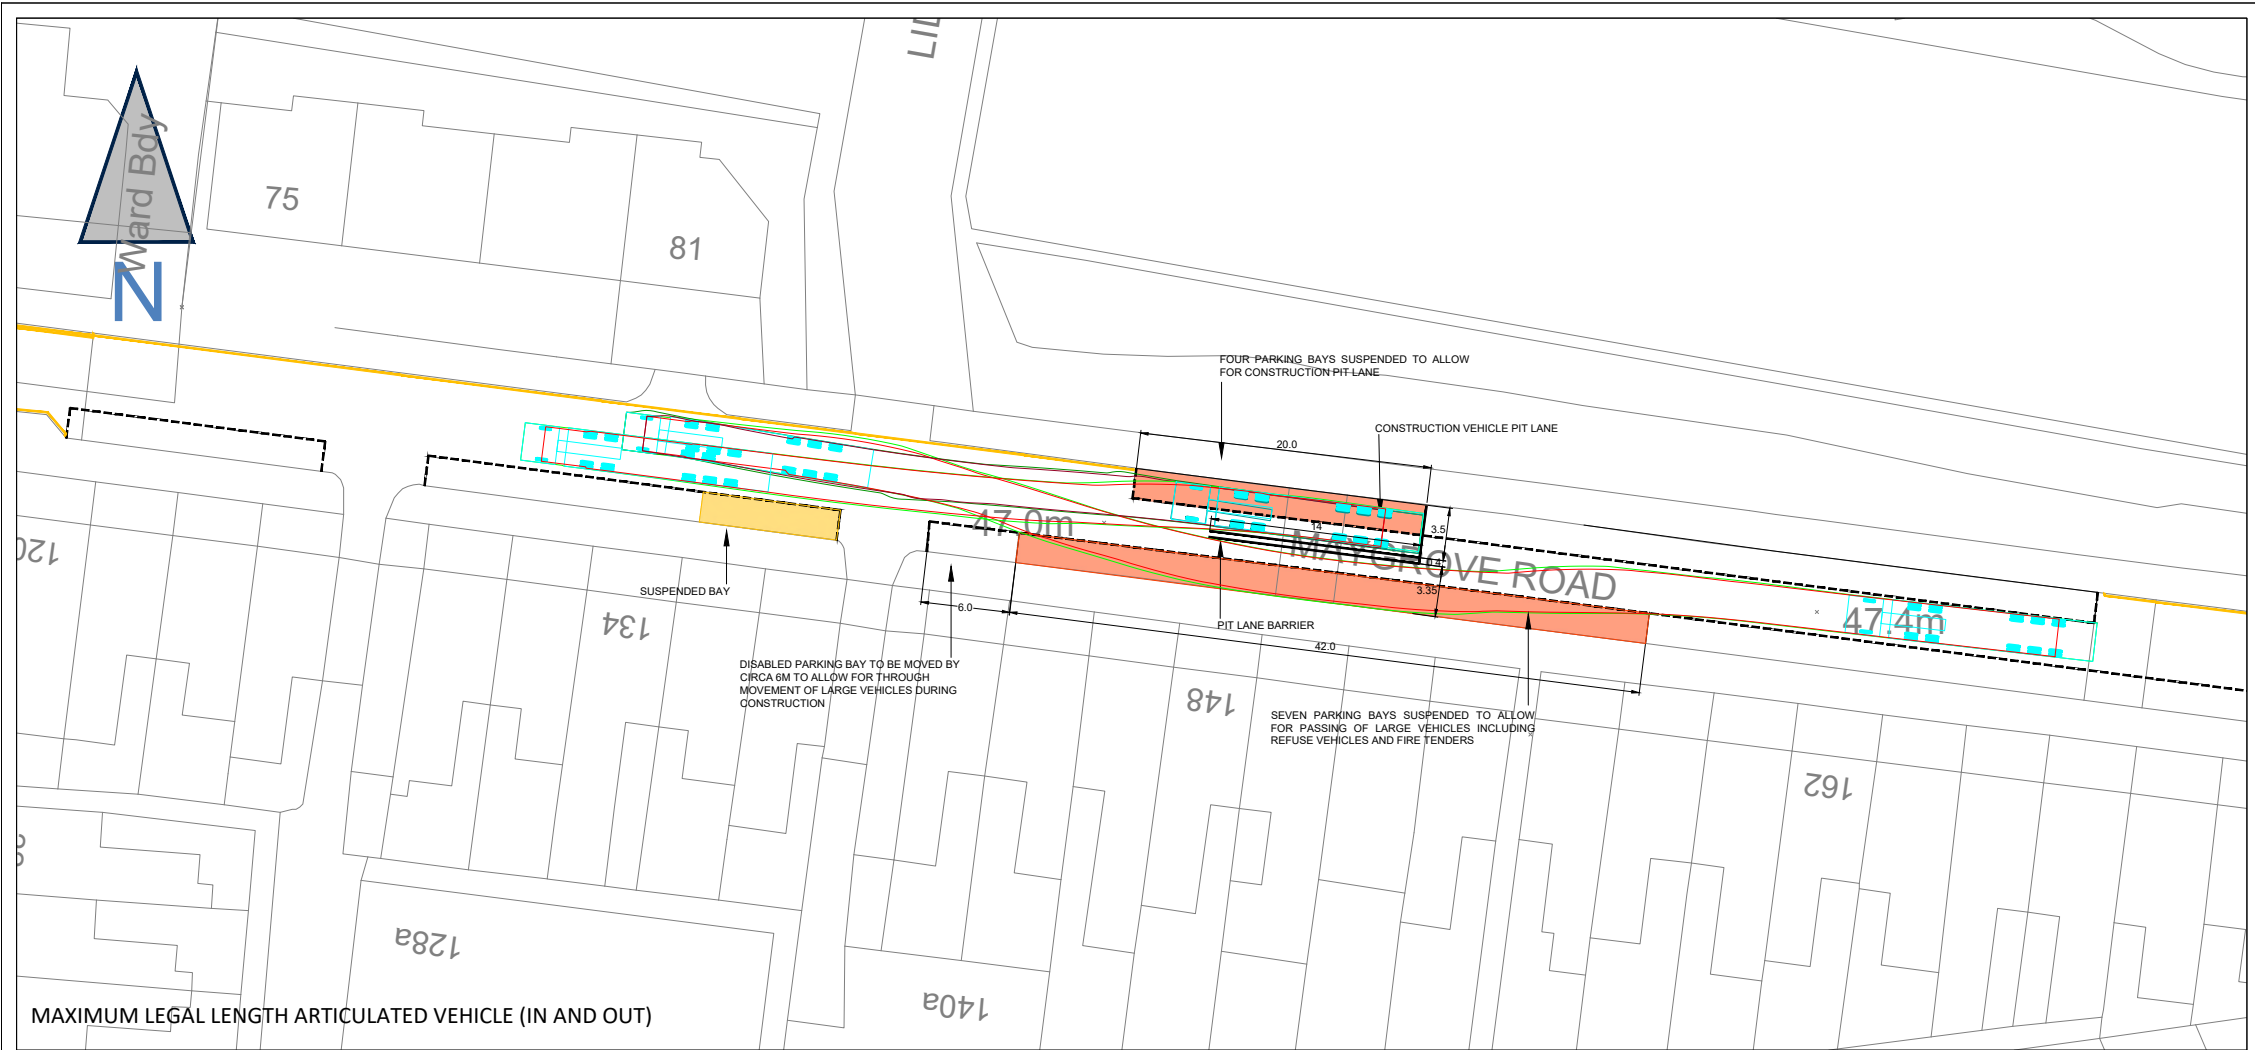 LIL
Ward Bdy
N
75
81
FOUR PARKING BAYS SUSPENDED TO ALLOW
FOR CONSTRUCTION PIT LANE
CONSTRUCTION VEHICLE PIT LANE
20.0
47.0m
14
3.5
0.4
MAYGROVE ROAD
3.35
47.4m
120
134
SUSPENDED BAY
6.0
PIT LANE BARRIER
42.0
DISABLED PARKING BAY TO BE MOVED BY
CIRCA 6M TO ALLOW FOR THROUGH
MOVEMENT OF LARGE VEHICLES DURING
CONSTRUCTION
148
SEVEN PARKING BAYS SUSPENDED TO ALLOW
FOR PASSING OF LARGE VEHICLES INCLUDING
REFUSE VEHICLES AND FIRE TENDERS
162
128a
140a
MAXIMUM LEGAL LENGTH ARTICULATED VEHICLE (IN AND OUT)